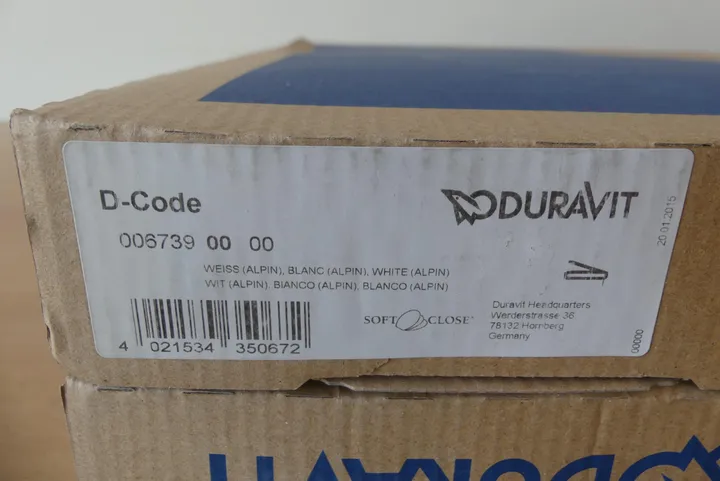 D-Code
DURAVIT
006739 00 00
WEISS (ALPIN), BLANC (ALPIN), WHITE (ALPIN)
WIT (ALPIN), BIANCO (ALPIN), BLANCO (ALPIN)
4 021534 350672
SOFT CLOSE
Duravit Headquarters
Werderstrasse 36
78132 Hornberg
Germany
20.01.2015
00000
DURAVIT